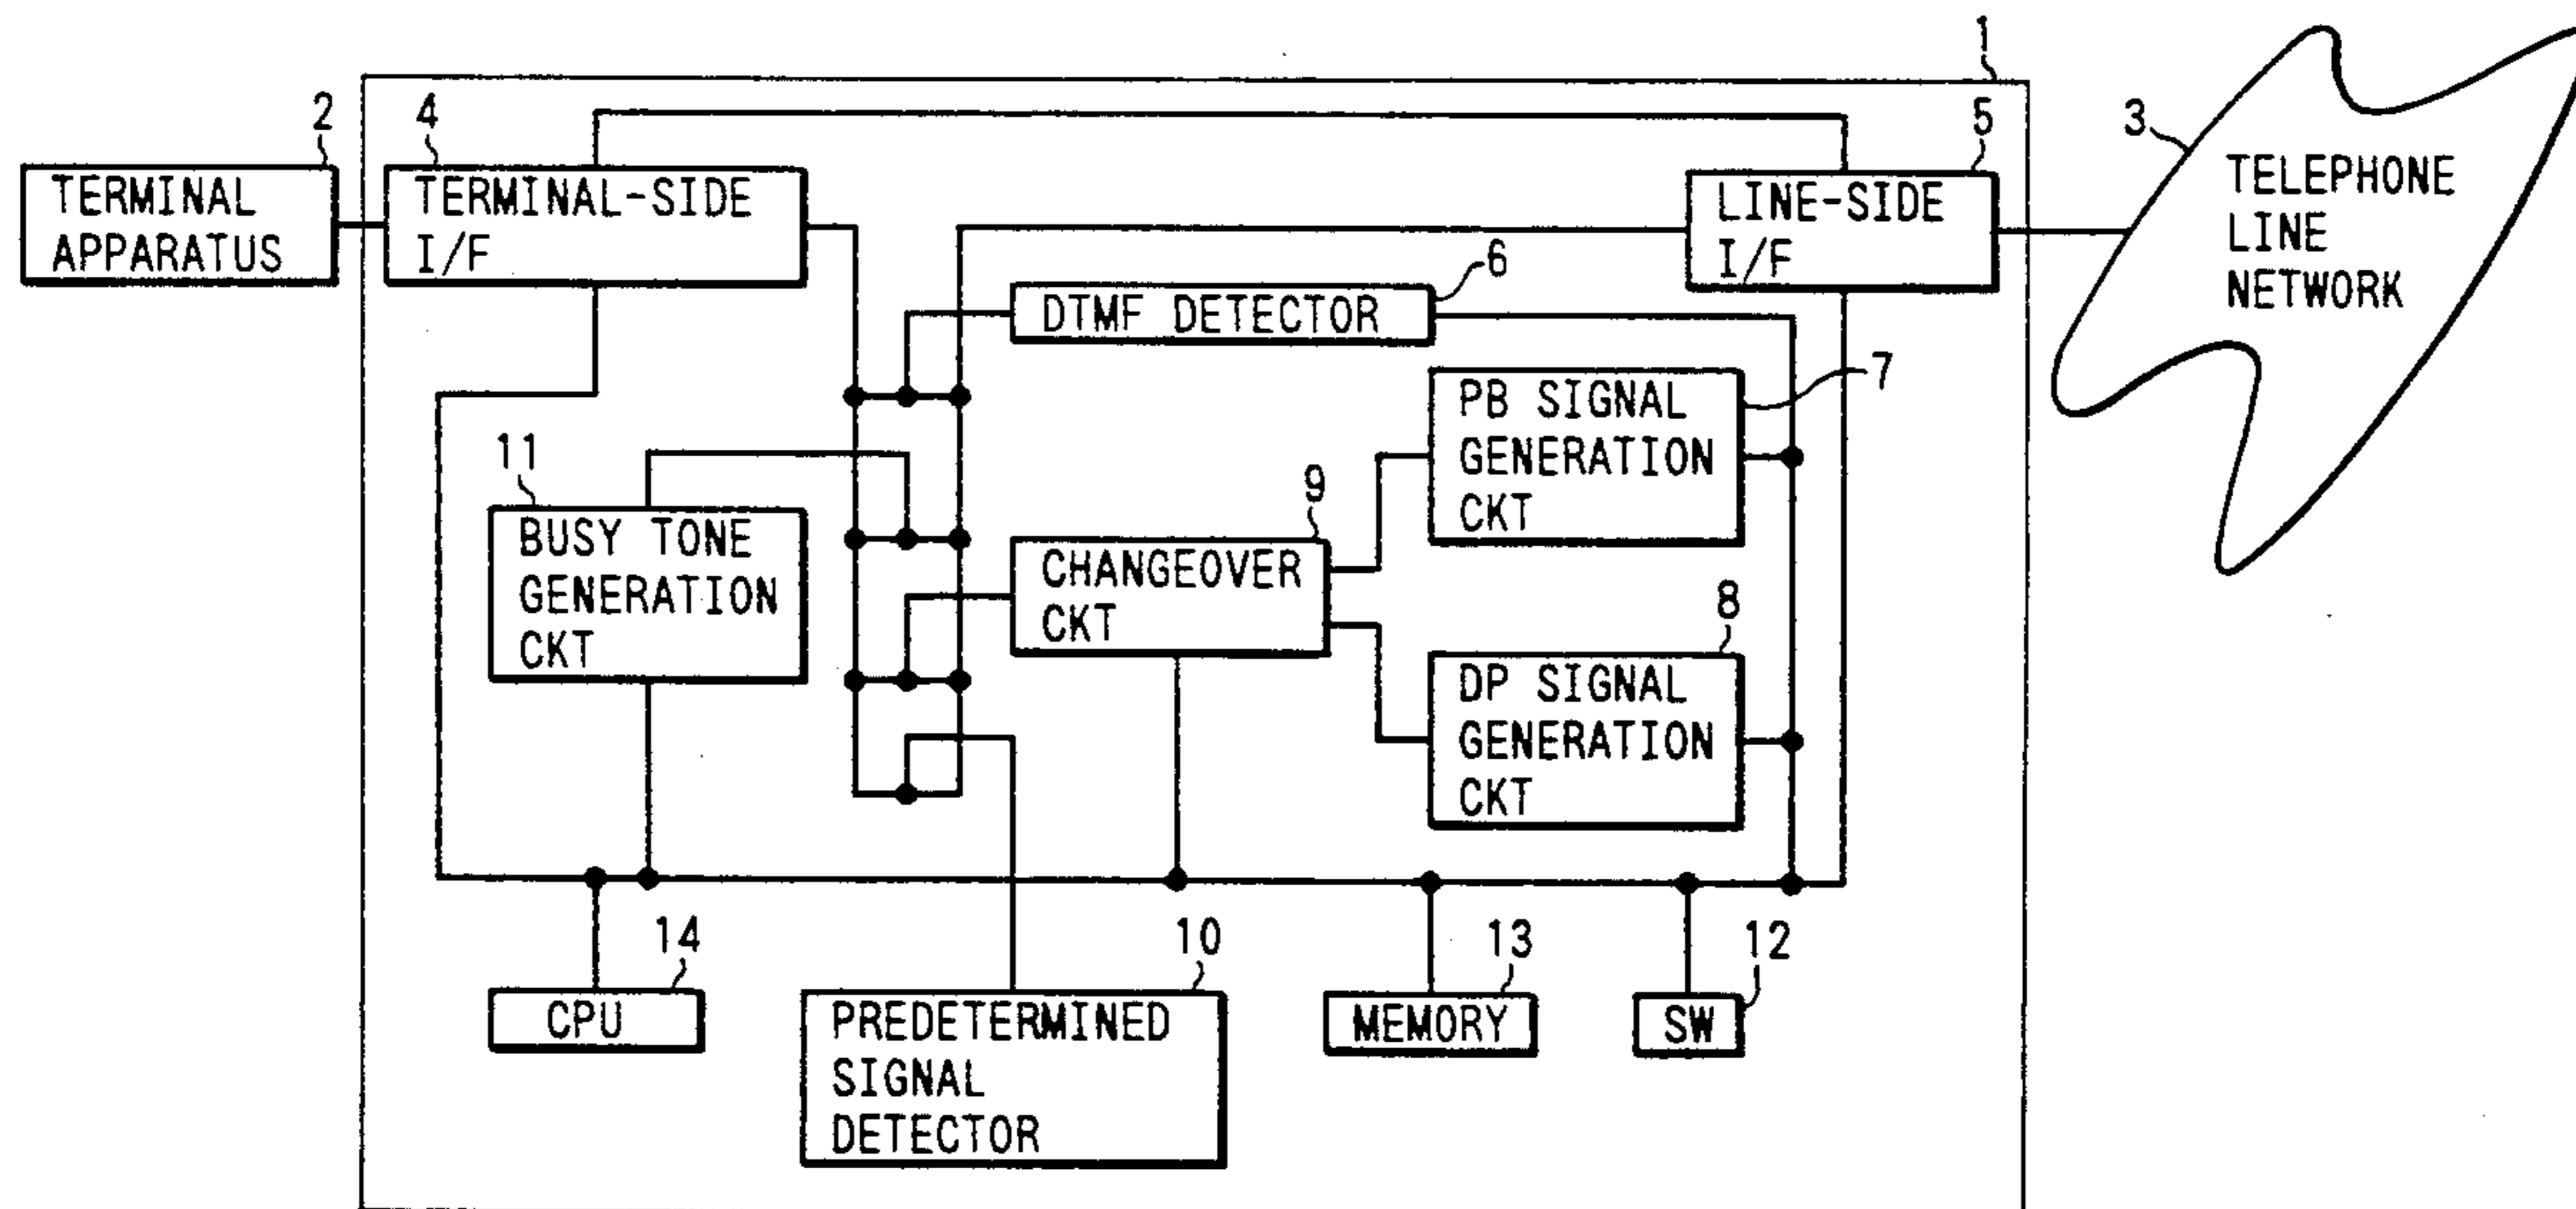 1
2
TERMINAL
APPARATUS
4
TERMINAL-SIDE
I/F
5
LINE-SIDE
I/F
3
TELEPHONE
LINE
NETWORK
6
DTMF DETECTOR
7
PB SIGNAL
GENERATION
CKT
11
BUSY TONE
GENERATION
CKT
9
CHANGEOVER
CKT
8
DP SIGNAL
GENERATION
CKT
14
CPU
10
PREDETERMINED
SIGNAL
DETECTOR
13
MEMORY
12
SW